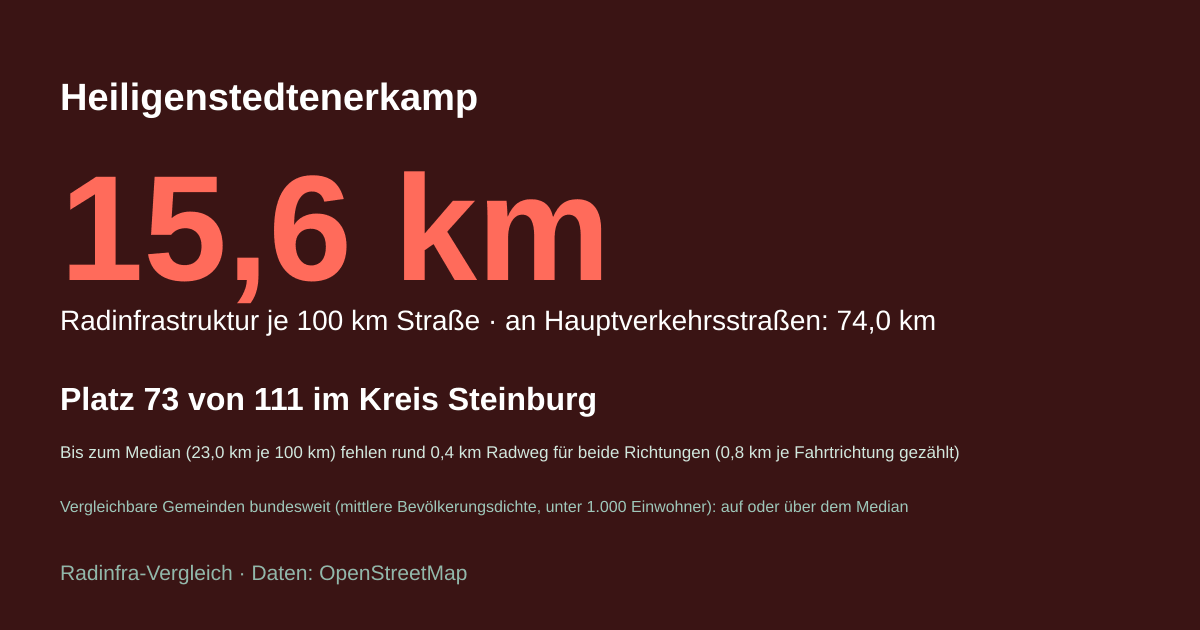 Heiligenstedtenerkamp
15,6 km
Radinfrastruktur je 100 km Straße · an Hauptverkehrsstraßen: 74,0 km
Platz 73 von 111 im Kreis Steinburg
Bis zum Median (23,0 km je 100 km) fehlen rund 0,4 km Radweg für beide Richtungen (0,8 km je Fahrtrichtung gezählt)
Vergleichbare Gemeinden bundesweit (mittlere Bevölkerungsdichte, unter 1.000 Einwohner): auf oder über dem Median
Radinfra-Vergleich · Daten: OpenStreetMap